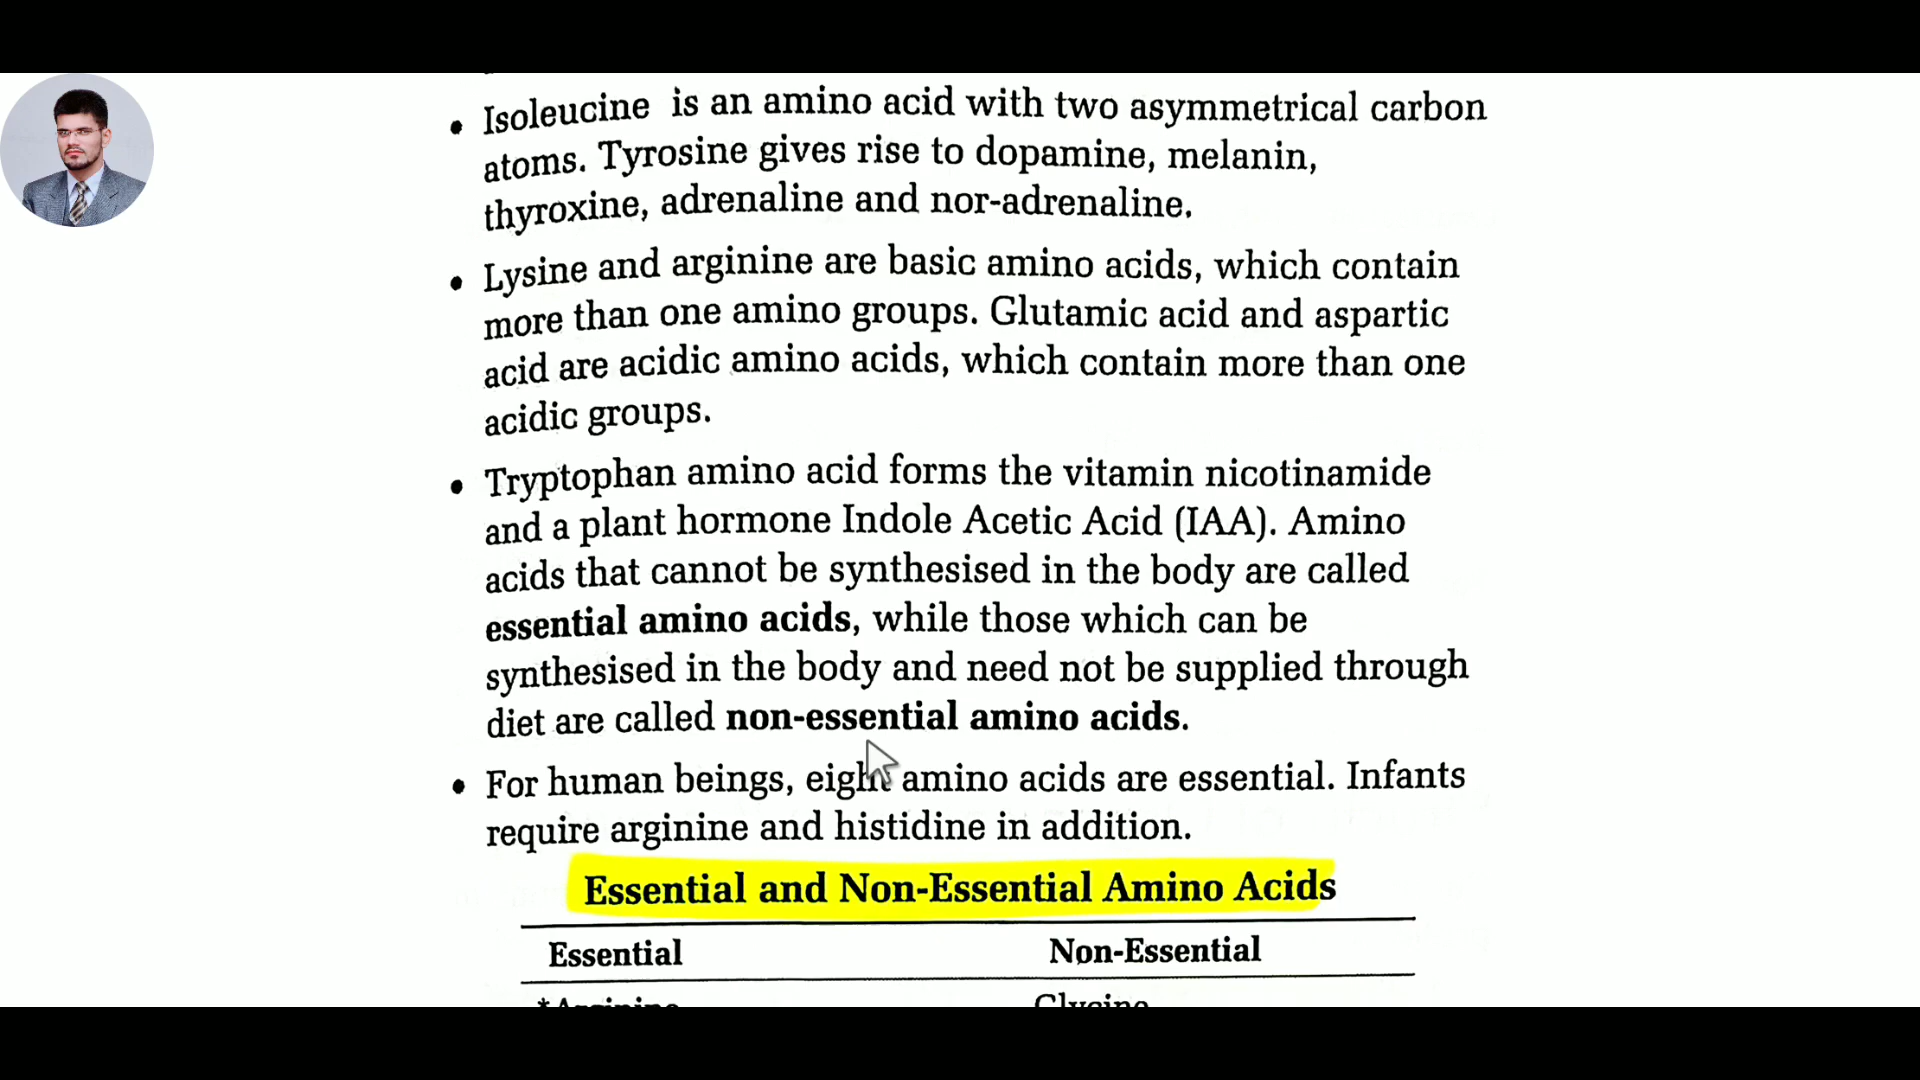 • Isoleucine is an amino acid with two asymmetrical carbon
atoms. Tyrosine gives rise to dopamine, melanin,
thyroxine, adrenaline and nor-adrenaline.
• Lysine and arginine are basic amino acids, which contain
more than one amino groups. Glutamic acid and aspartic
acid are acidic amino acids, which contain more than one
acidic groups.
• Tryptophan amino acid forms the vitamin nicotinamide
and a plant hormone Indole Acetic Acid (IAA). Amino
acids that cannot be synthesised in the body are called
essential amino acids, while those which can be
synthesised in the body and need not be supplied through
diet are called non-essential amino acids.
• For human beings, eight amino acids are essential. Infants
require arginine and histidine in addition.
Essential and Non-Essential Amino Acids
Essential Non-Essential
*Arginine Glycine